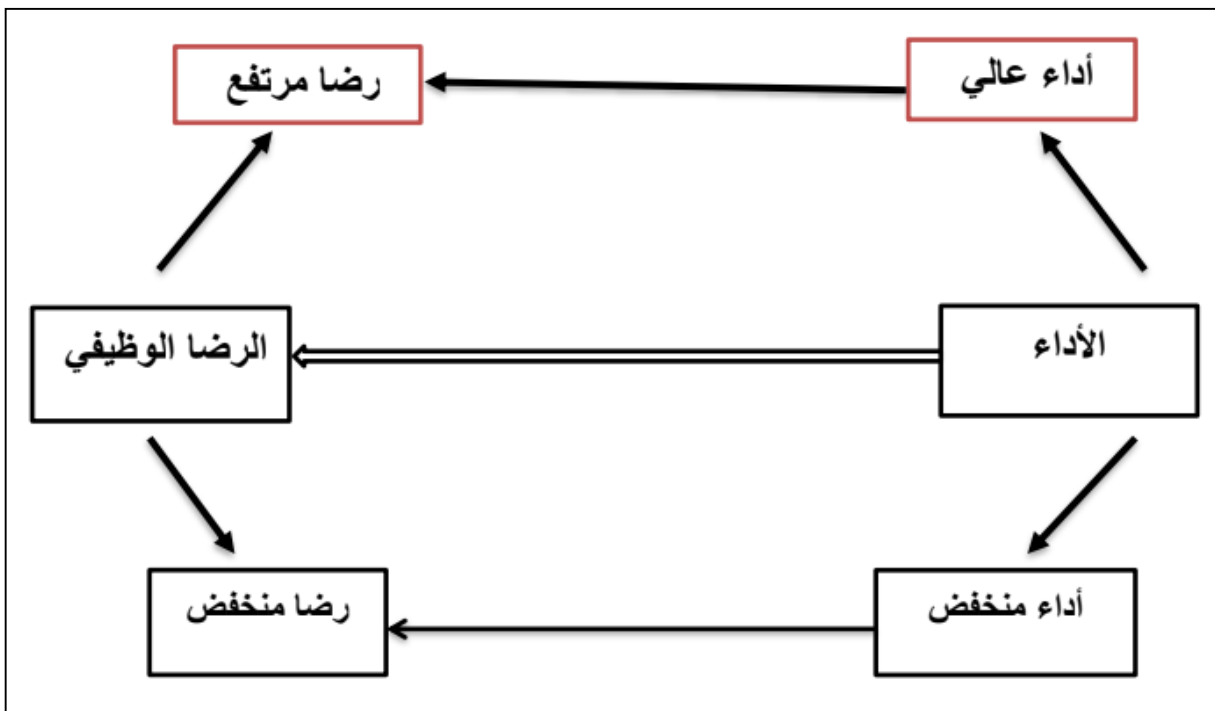 أداء عالي
رضا مرتفع
الأداء
الرضا الوظيفي
أداء منخفض
رضا منخفض